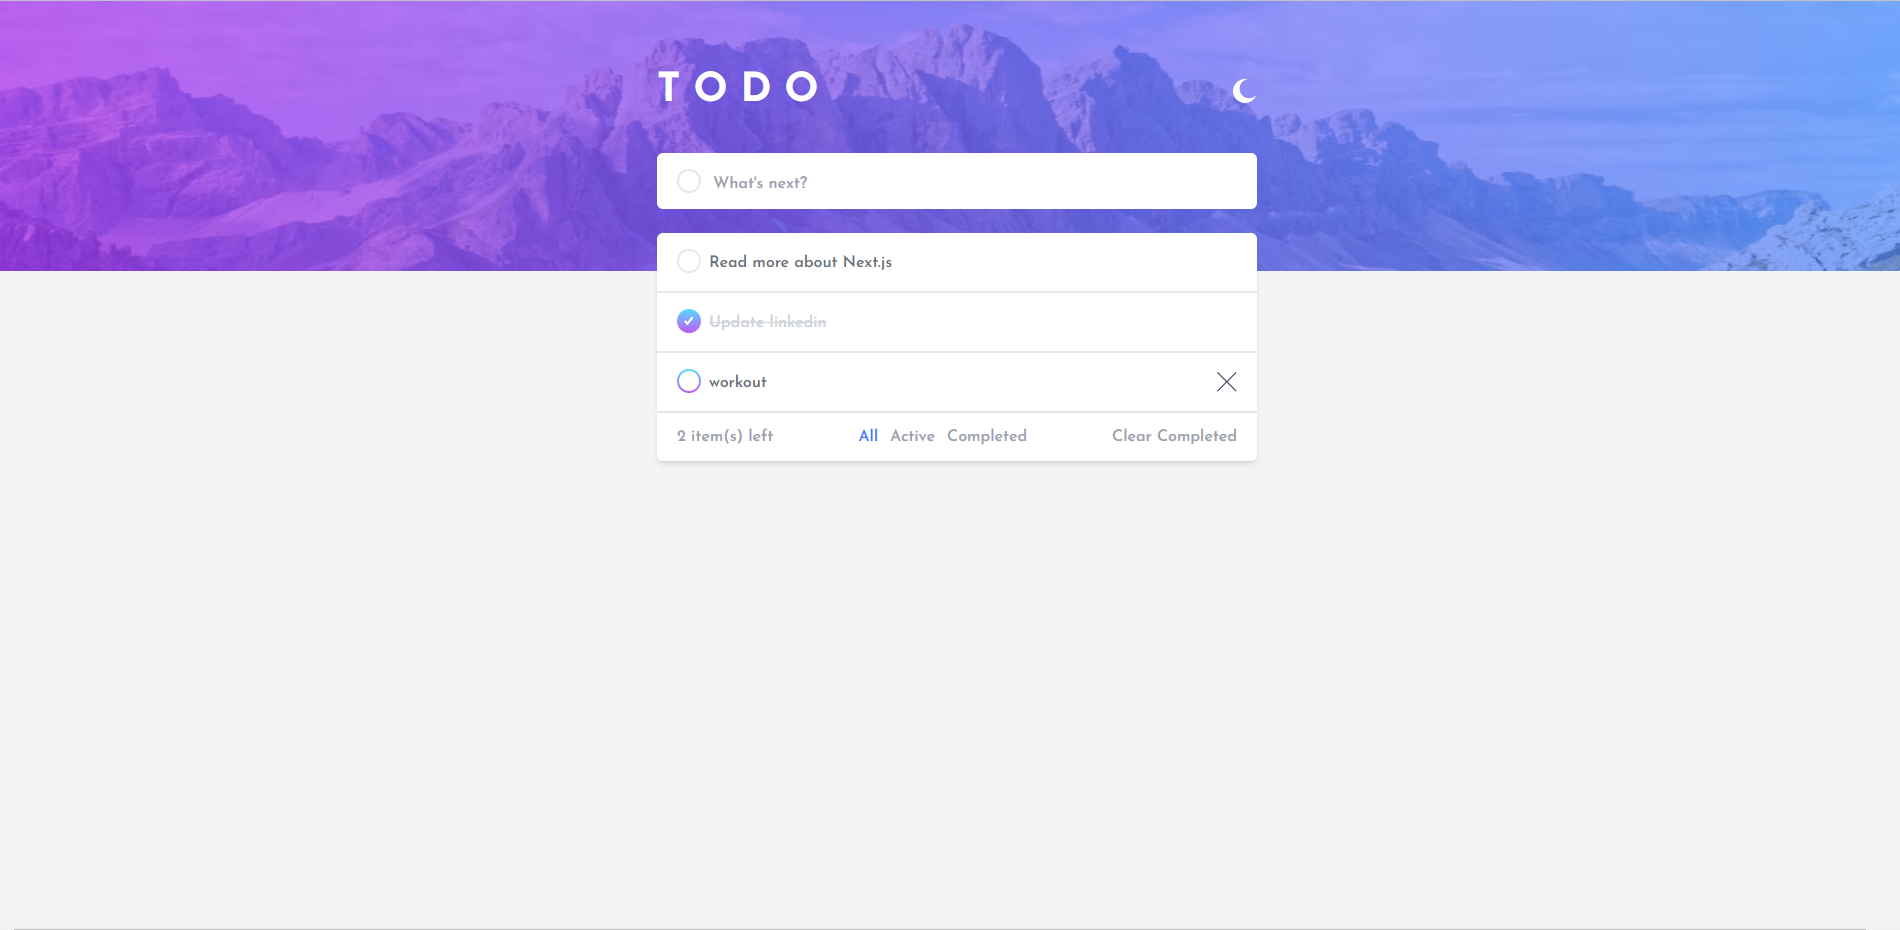 TODO
What's next?
Read more about Next.js
Update linkedin
workout
2 item(s) left All Active Completed Clear Completed